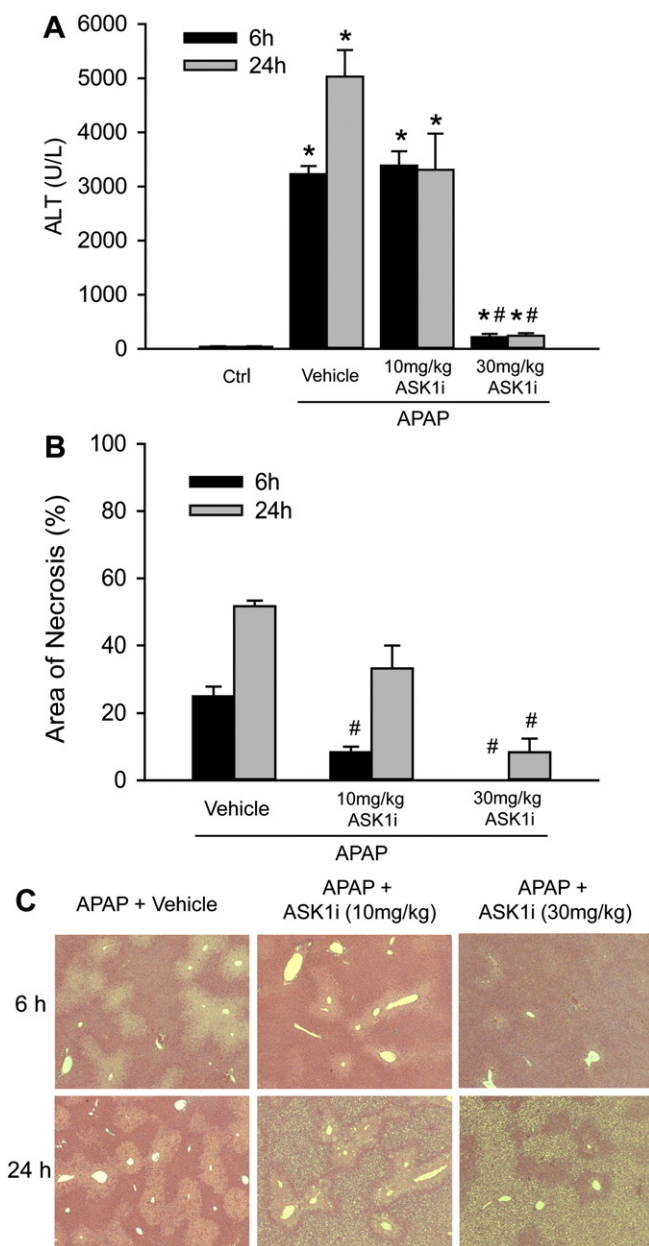 A
6000
5000
4000
3000
2000
1000
0
ALT (U/L)
6h
24h
*
*
*
*
*# *#
Ctrl
Vehicle
10mg/kg
ASK1i
30mg/kg
ASK1i
APAP
B
100
80
60
40
20
0
Area of Necrosis (%)
6h
24h
#
#
#
Vehicle
10mg/kg
ASK1i
30mg/kg
ASK1i
APAP
C
APAP + Vehicle
APAP +
ASK1i (10mg/kg)
APAP +
ASK1i (30mg/kg)
6 h
24 h